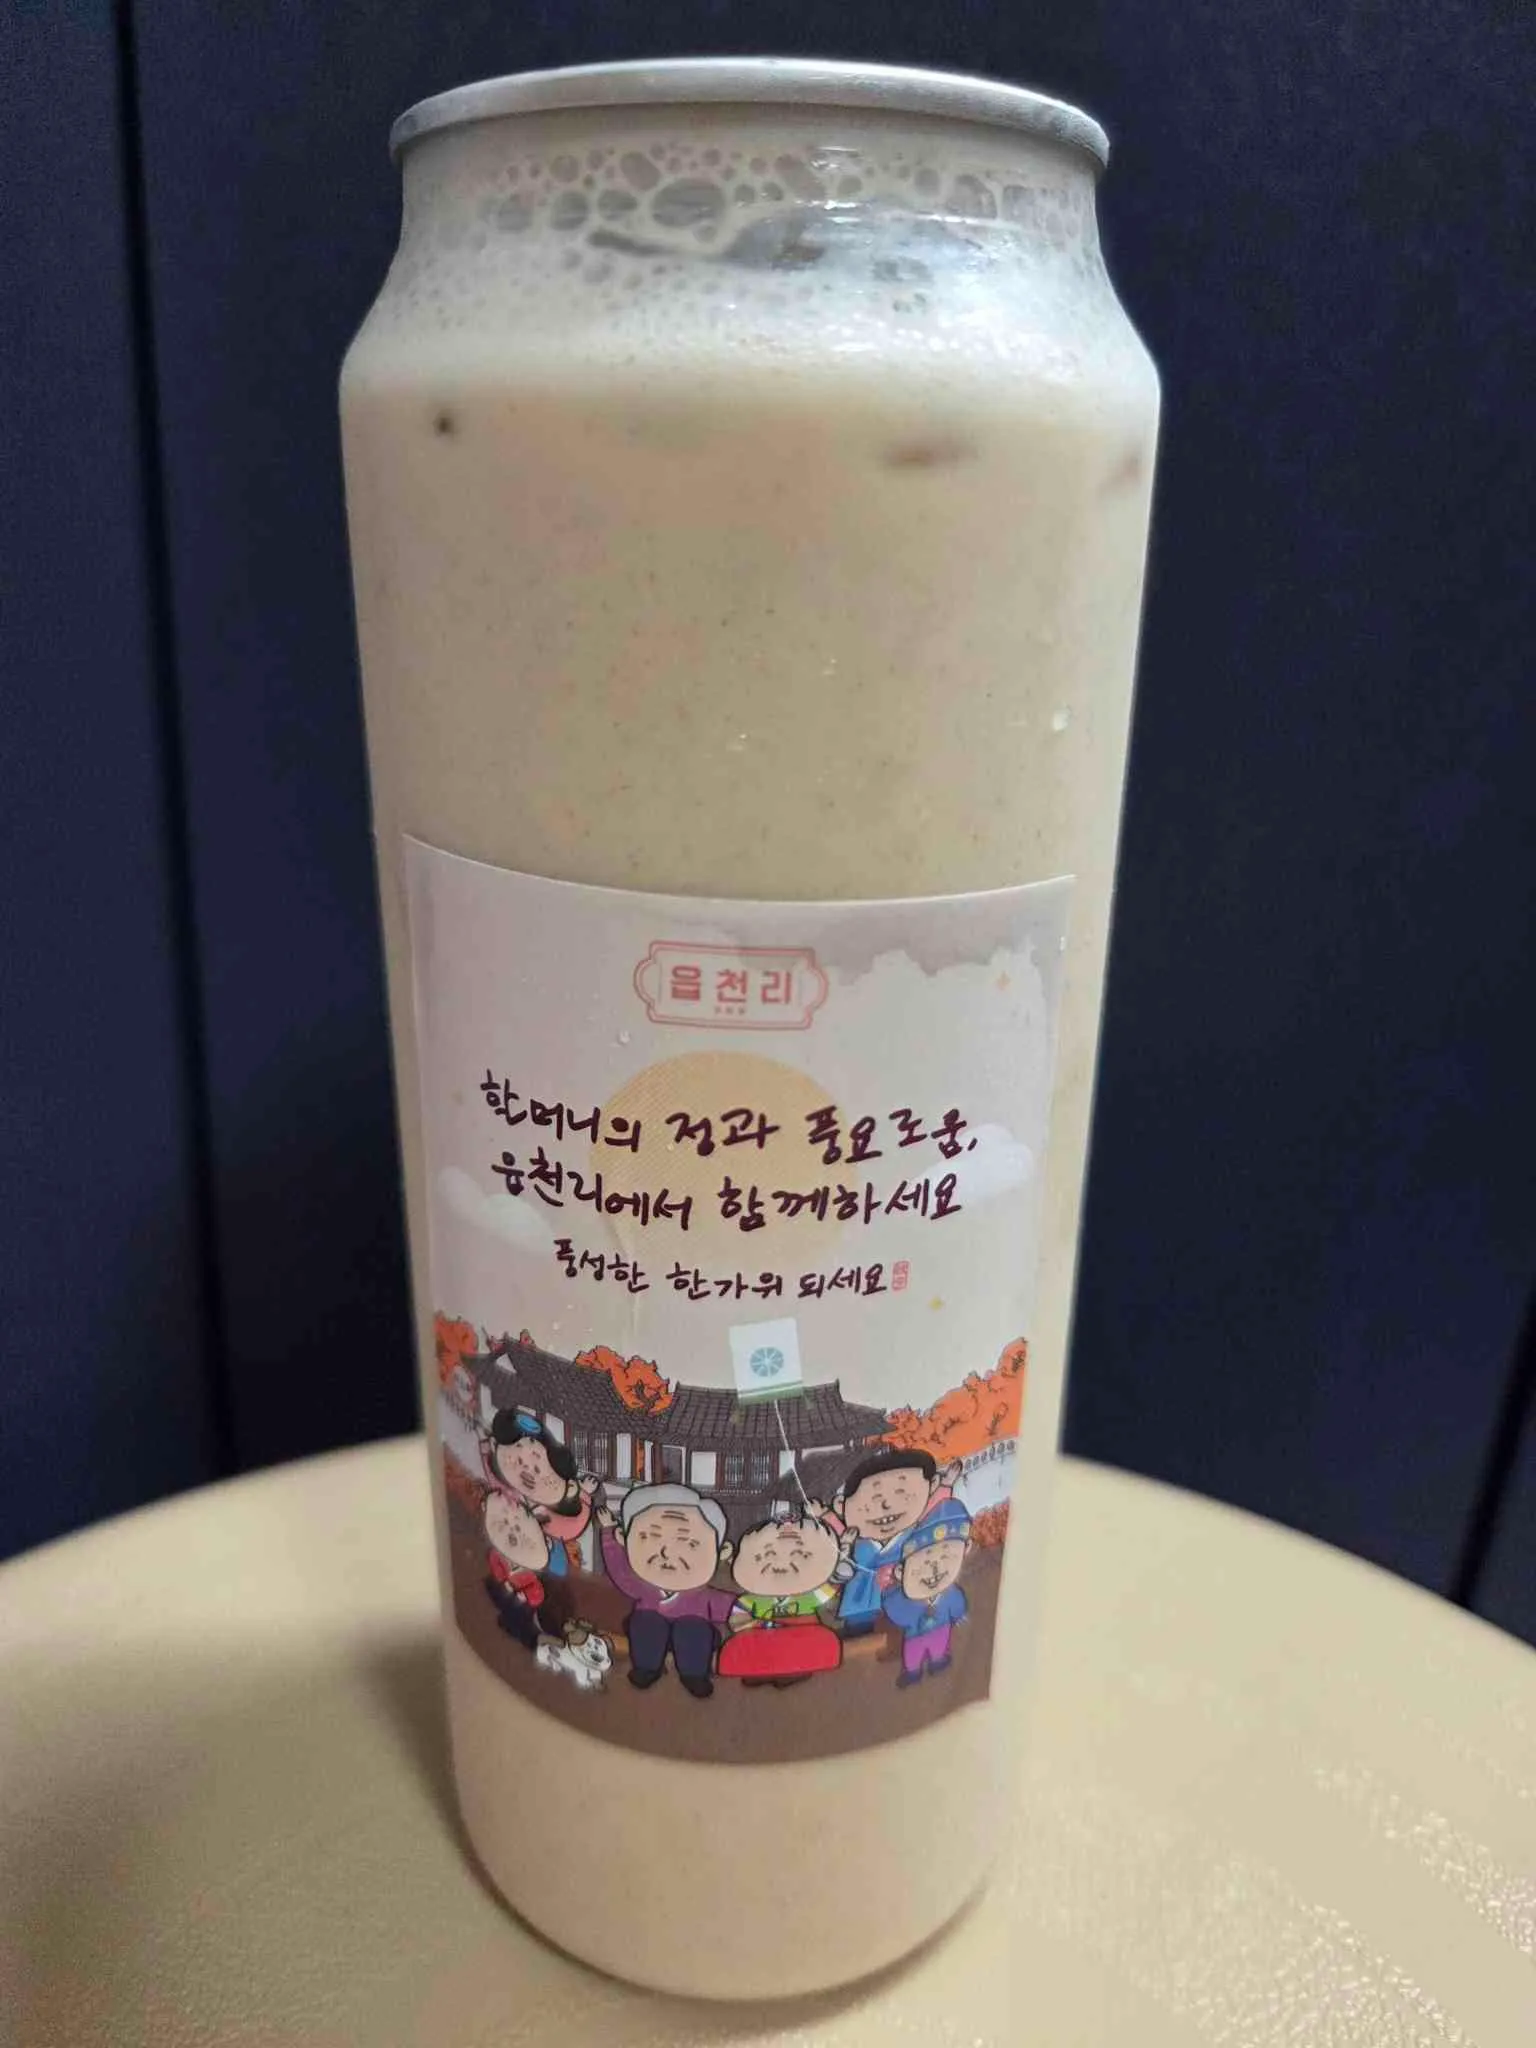 읍천리
할머니의 정과 풍요로움,
읍천리에서 함께하세요
풍성한 한가위 되세요